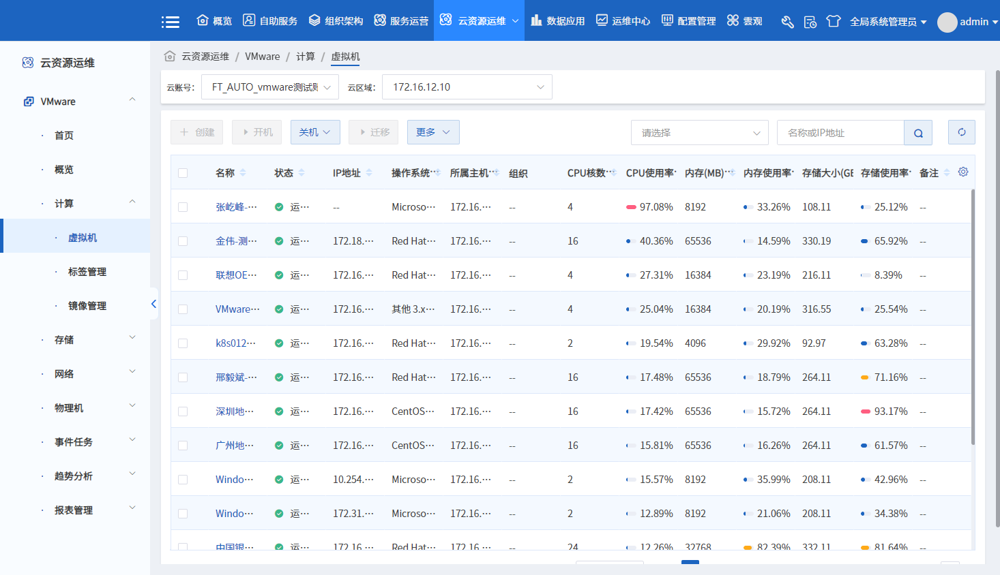 概览 自助服务 组织架构 服务运营 云资源运维 数据应用 运维中心 配置管理 雲观 全局系统管理员 admin
云资源运维
VMware
首页
概览
计算
虚拟机
标签管理
镜像管理
存储
网络
物理机
事件任务
趋势分析
报表管理
云资源运维 / VMware / 计算 / 虚拟机
云账号： FT_AUTO_vmware测试账 云区域： 172.16.12.10
创建 开机 关机 迁移 更多 请选择 名称或IP地址
名称 状态 IP地址 操作系统… 所属主机… 组织 CPU核数… CPU使用率· 内存(MB)… 内存使用率· 存储大小(GB 存储使用率· 备注
张屹峰-… 运… -- Microso… 172.16.… -- 4 97.08% 8192 33.26% 108.11 25.12% --
金伟-测… 运… 172.18.… Red Hat… 172.16.… -- 16 40.36% 65536 14.59% 330.19 65.92% --
联想OE… 运… 172.16.… Red Hat… 172.16.… -- 4 27.31% 16384 23.19% 216.11 8.39% --
VMware… 运… 172.16.… 其他 3.x… 172.16.… -- 4 25.04% 16384 20.19% 316.55 25.54% --
k8s012… 运… 172.16.… Red Hat… 172.16.… -- 2 19.54% 4096 29.92% 92.97 63.28% --
邢毅斌-… 运… 172.16.… Red Hat… 172.16.… -- 16 17.48% 65536 18.79% 264.11 71.16% --
深圳地… 运… 172.16.… CentOS… 172.16.… -- 16 17.42% 65536 15.72% 264.11 93.17% --
广州地… 运… 172.16.… CentOS… 172.16.… -- 16 15.81% 65536 16.26% 264.11 61.57% --
Windo… 运… 10.254.… Microso… 172.16.… -- 2 15.57% 8192 35.99% 208.11 42.96% --
Windo… 运… 172.31.… Microso… 172.16.… -- 2 12.89% 8192 21.06% 208.11 34.38% --
中国银… 运… 172.16.… Red Hat… 172.16.… -- 24 12.26% 32768 82.39% 332.11 81.64% --